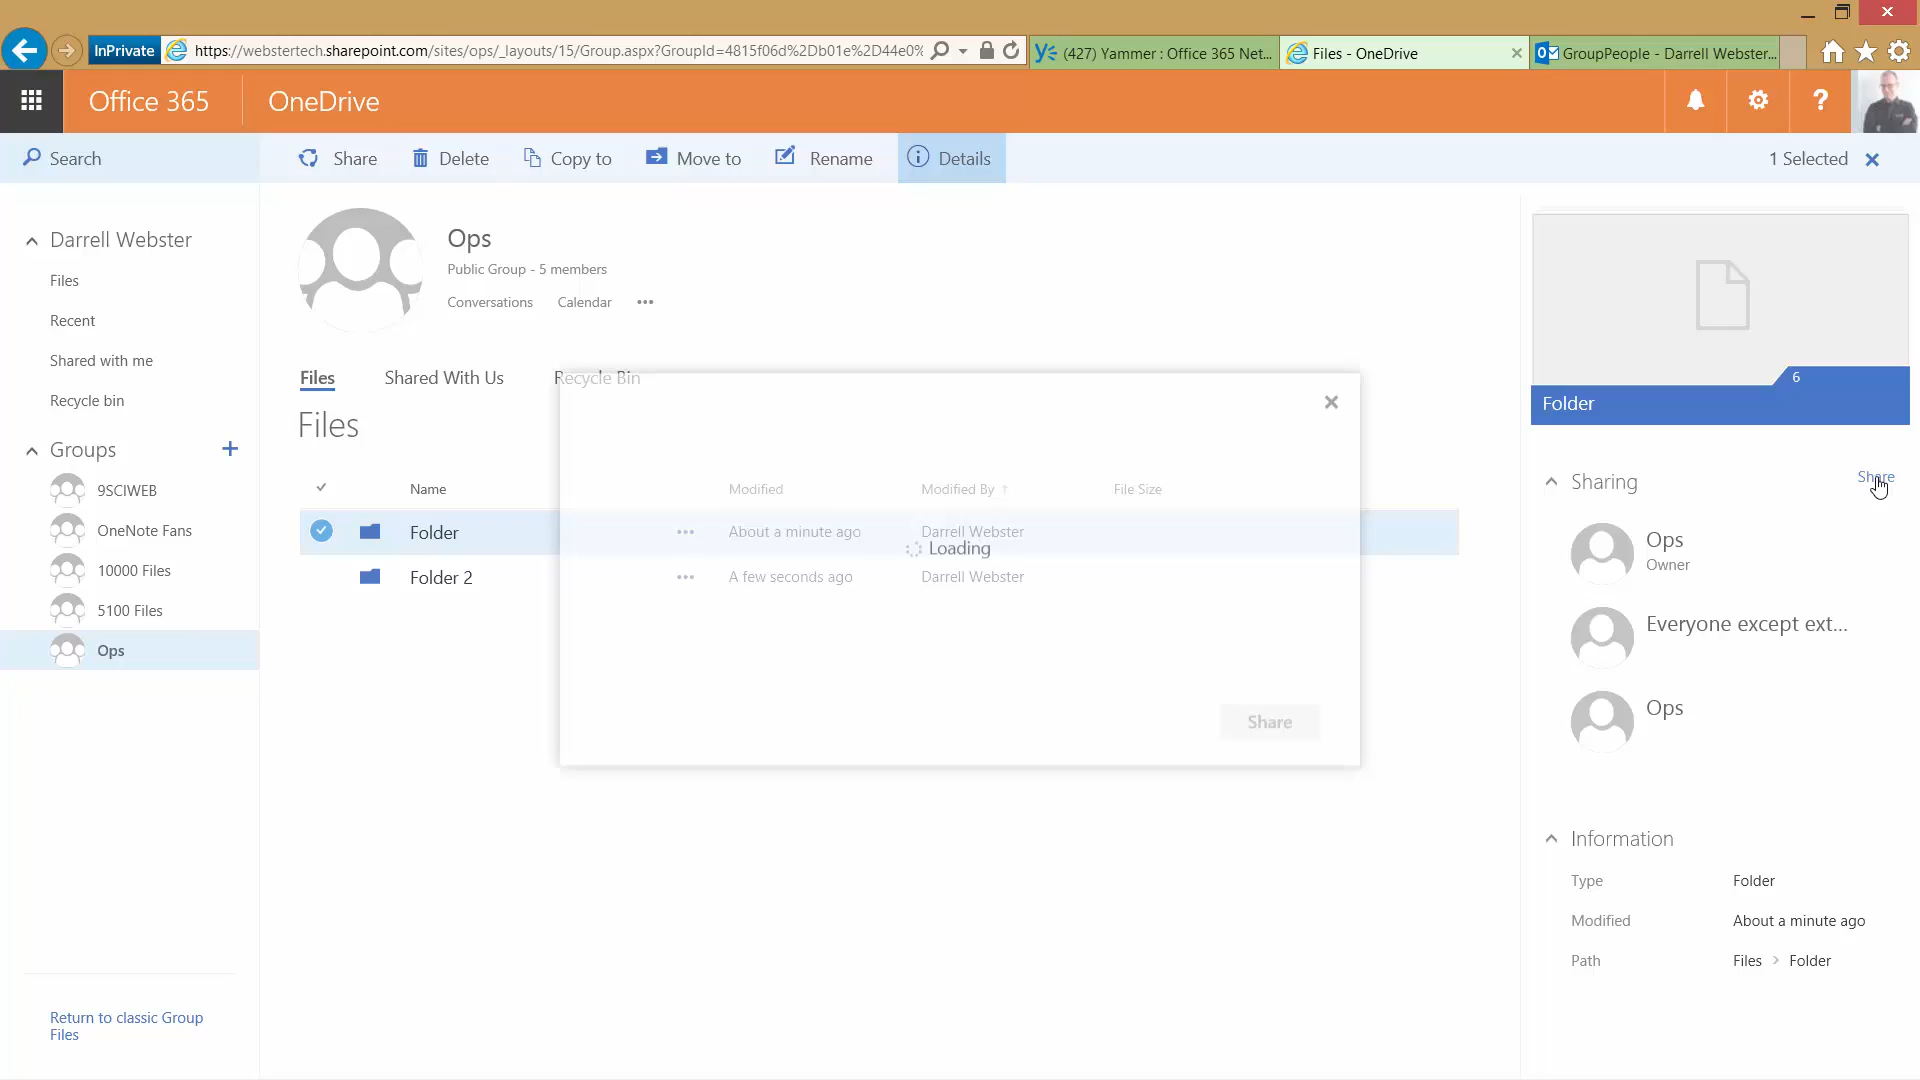 InPrivate
https://webstertech.sharepoint.com/sites/ops/_layouts/15/Group.aspx?GroupId=4815f06d%2Db01e%2D44e0%
(427) Yammer : Office 365 Net...
Files - OneDrive
GroupPeople - Darrell Webster...
Office 365
OneDrive
?
Search
Share
Delete
Copy to
Move to
Rename
Details
1 Selected
Darrell Webster
Files
Recent
Shared with me
Recycle bin
Groups
9SCIWEB
OneNote Fans
10000 Files
5100 Files
Ops
Return to classic Group
Files
Ops
Public Group - 5 members
Conversations
Calendar
•••
Files
Shared With Us
Recycle Bin
Files
Name
Modified
Modified By
File Size
Folder
•••
About a minute ago
Darrell Webster
Loading
Folder 2
•••
A few seconds ago
Darrell Webster
Share
6
Folder
Sharing
Share
Ops
Owner
Everyone except ext...
Ops
Information
Type
Folder
Modified
About a minute ago
Path
Files > Folder